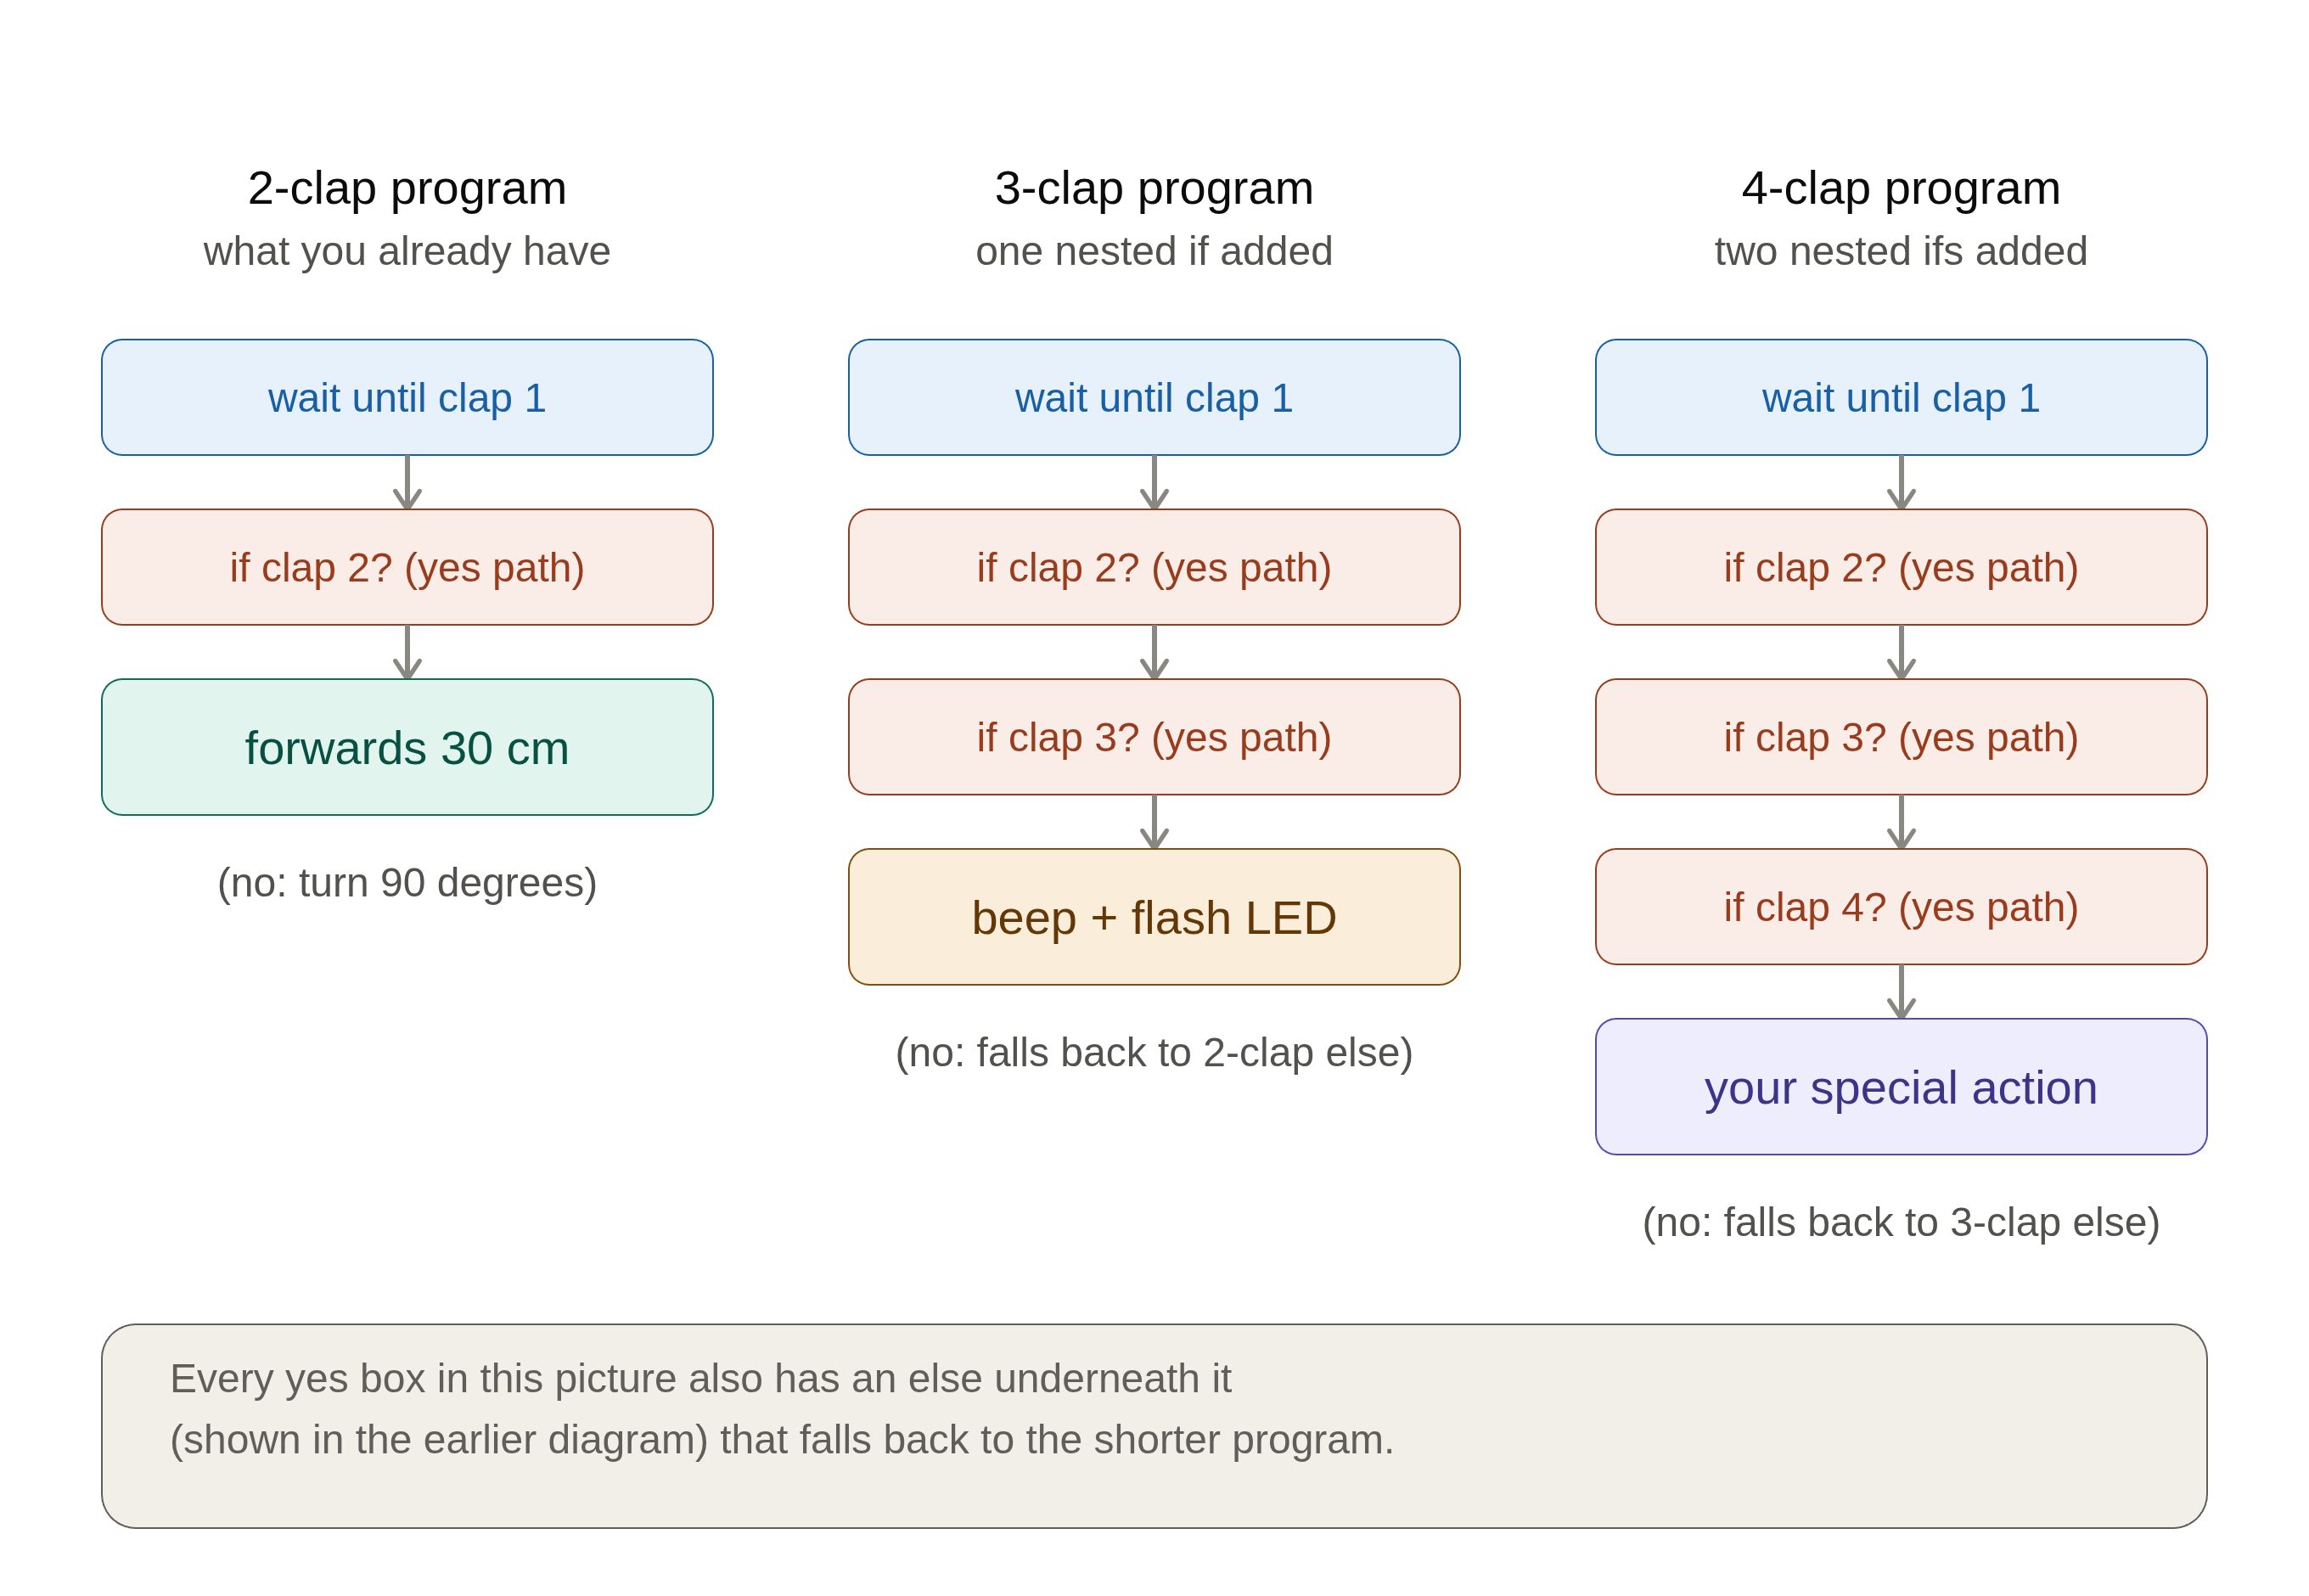 2-clap program
what you already have
wait until clap 1
if clap 2? (yes path)
forwards 30 cm
(no: turn 90 degrees)
3-clap program
one nested if added
wait until clap 1
if clap 2? (yes path)
if clap 3? (yes path)
beep + flash LED
(no: falls back to 2-clap else)
4-clap program
two nested ifs added
wait until clap 1
if clap 2? (yes path)
if clap 3? (yes path)
if clap 4? (yes path)
your special action
(no: falls back to 3-clap else)
Every yes box in this picture also has an else underneath it
(shown in the earlier diagram) that falls back to the shorter program.